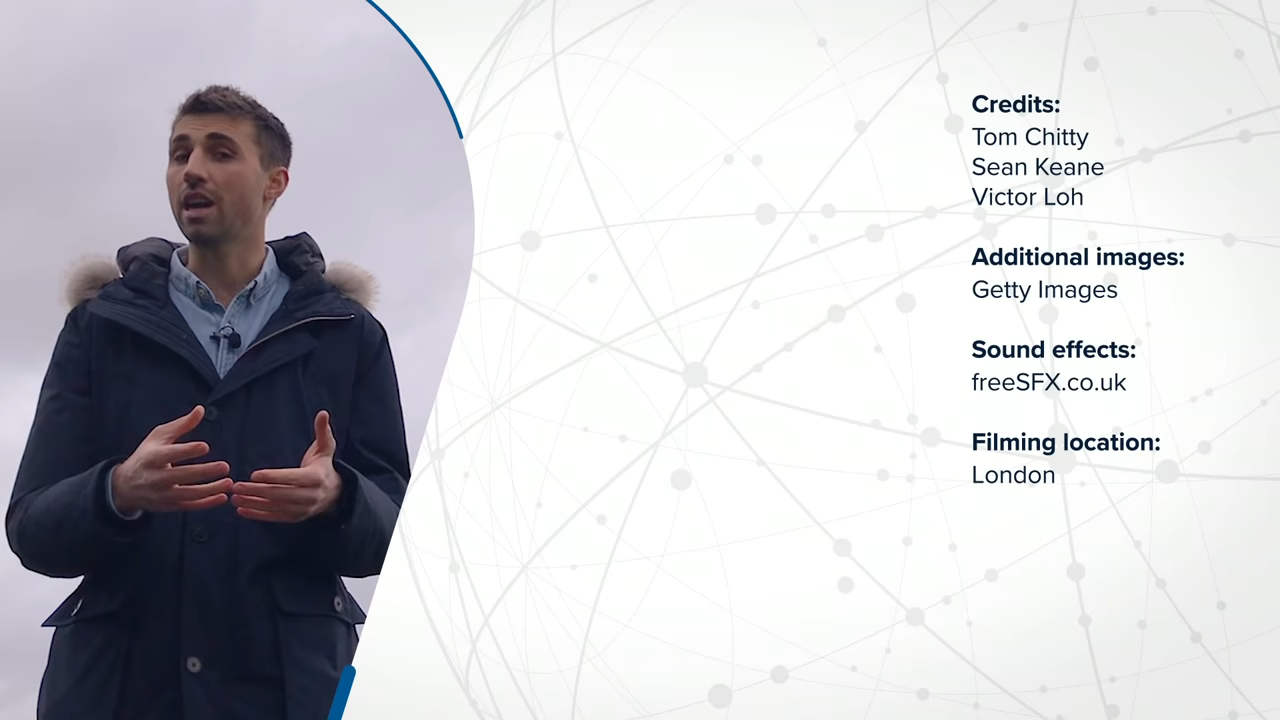 Credits:
Tom Chitty
Sean Keane
Victor Loh
Additional images:
Getty Images
Sound effects:
freeSFX.co.uk
Filming location:
London